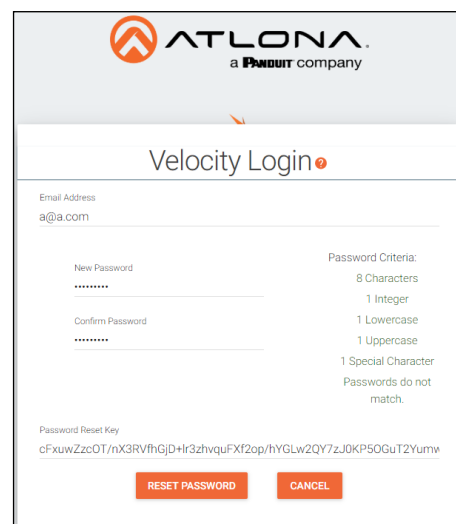 ATLONA.
a PANDUIT company
Velocity Login ?
Email Address
a@a.com
Password Criteria:
New Password
8 Characters
•••••••••
1 Integer
Confirm Password
1 Lowercase
•••••••••
1 Uppercase
1 Special Character
Passwords do not
match.
Password Reset Key
cFxuwZzcOT/nX3RVfhGjD+lr3zhvquFXf2op/hYGLw2QY7zJ0KP5OGuT2Yumw
RESET PASSWORD
CANCEL